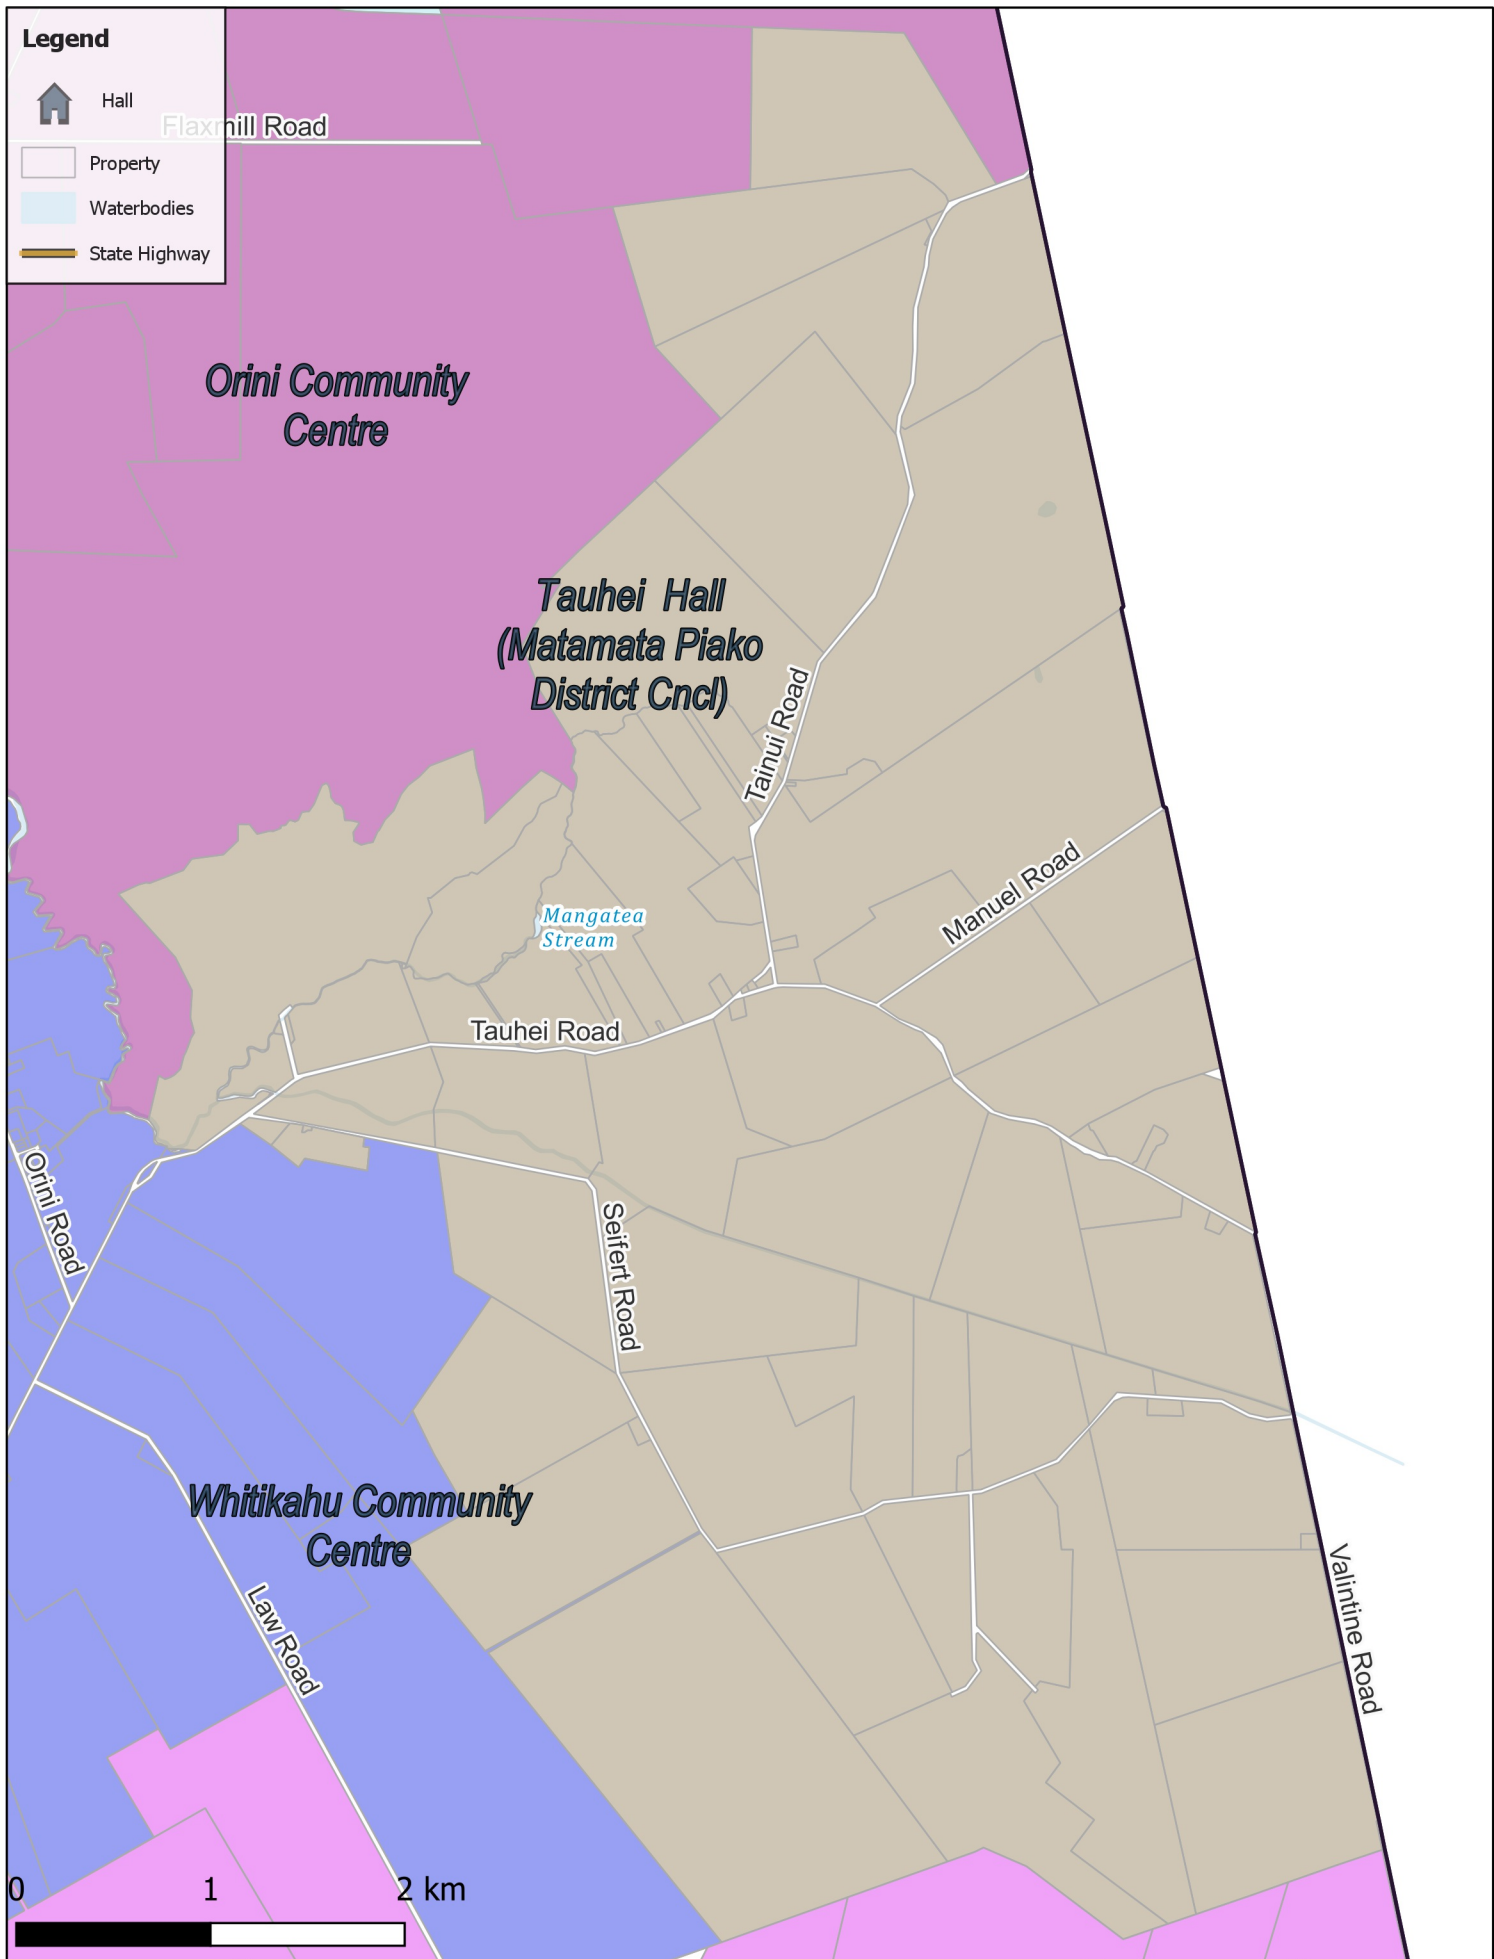 Legend
Hall
Flaxmill Road
Property
Waterbodies
State Highway
Orini Community
Centre
Tauhei Hall
(Matamata Piako
District Cncl)
Tainui Road
Manuel Road
Mangatea
Stream
Tauhei Road
Orini Road
Seifert Road
Whitikahu Community
Centre
Law Road
Valintine Road
0 1 2 km